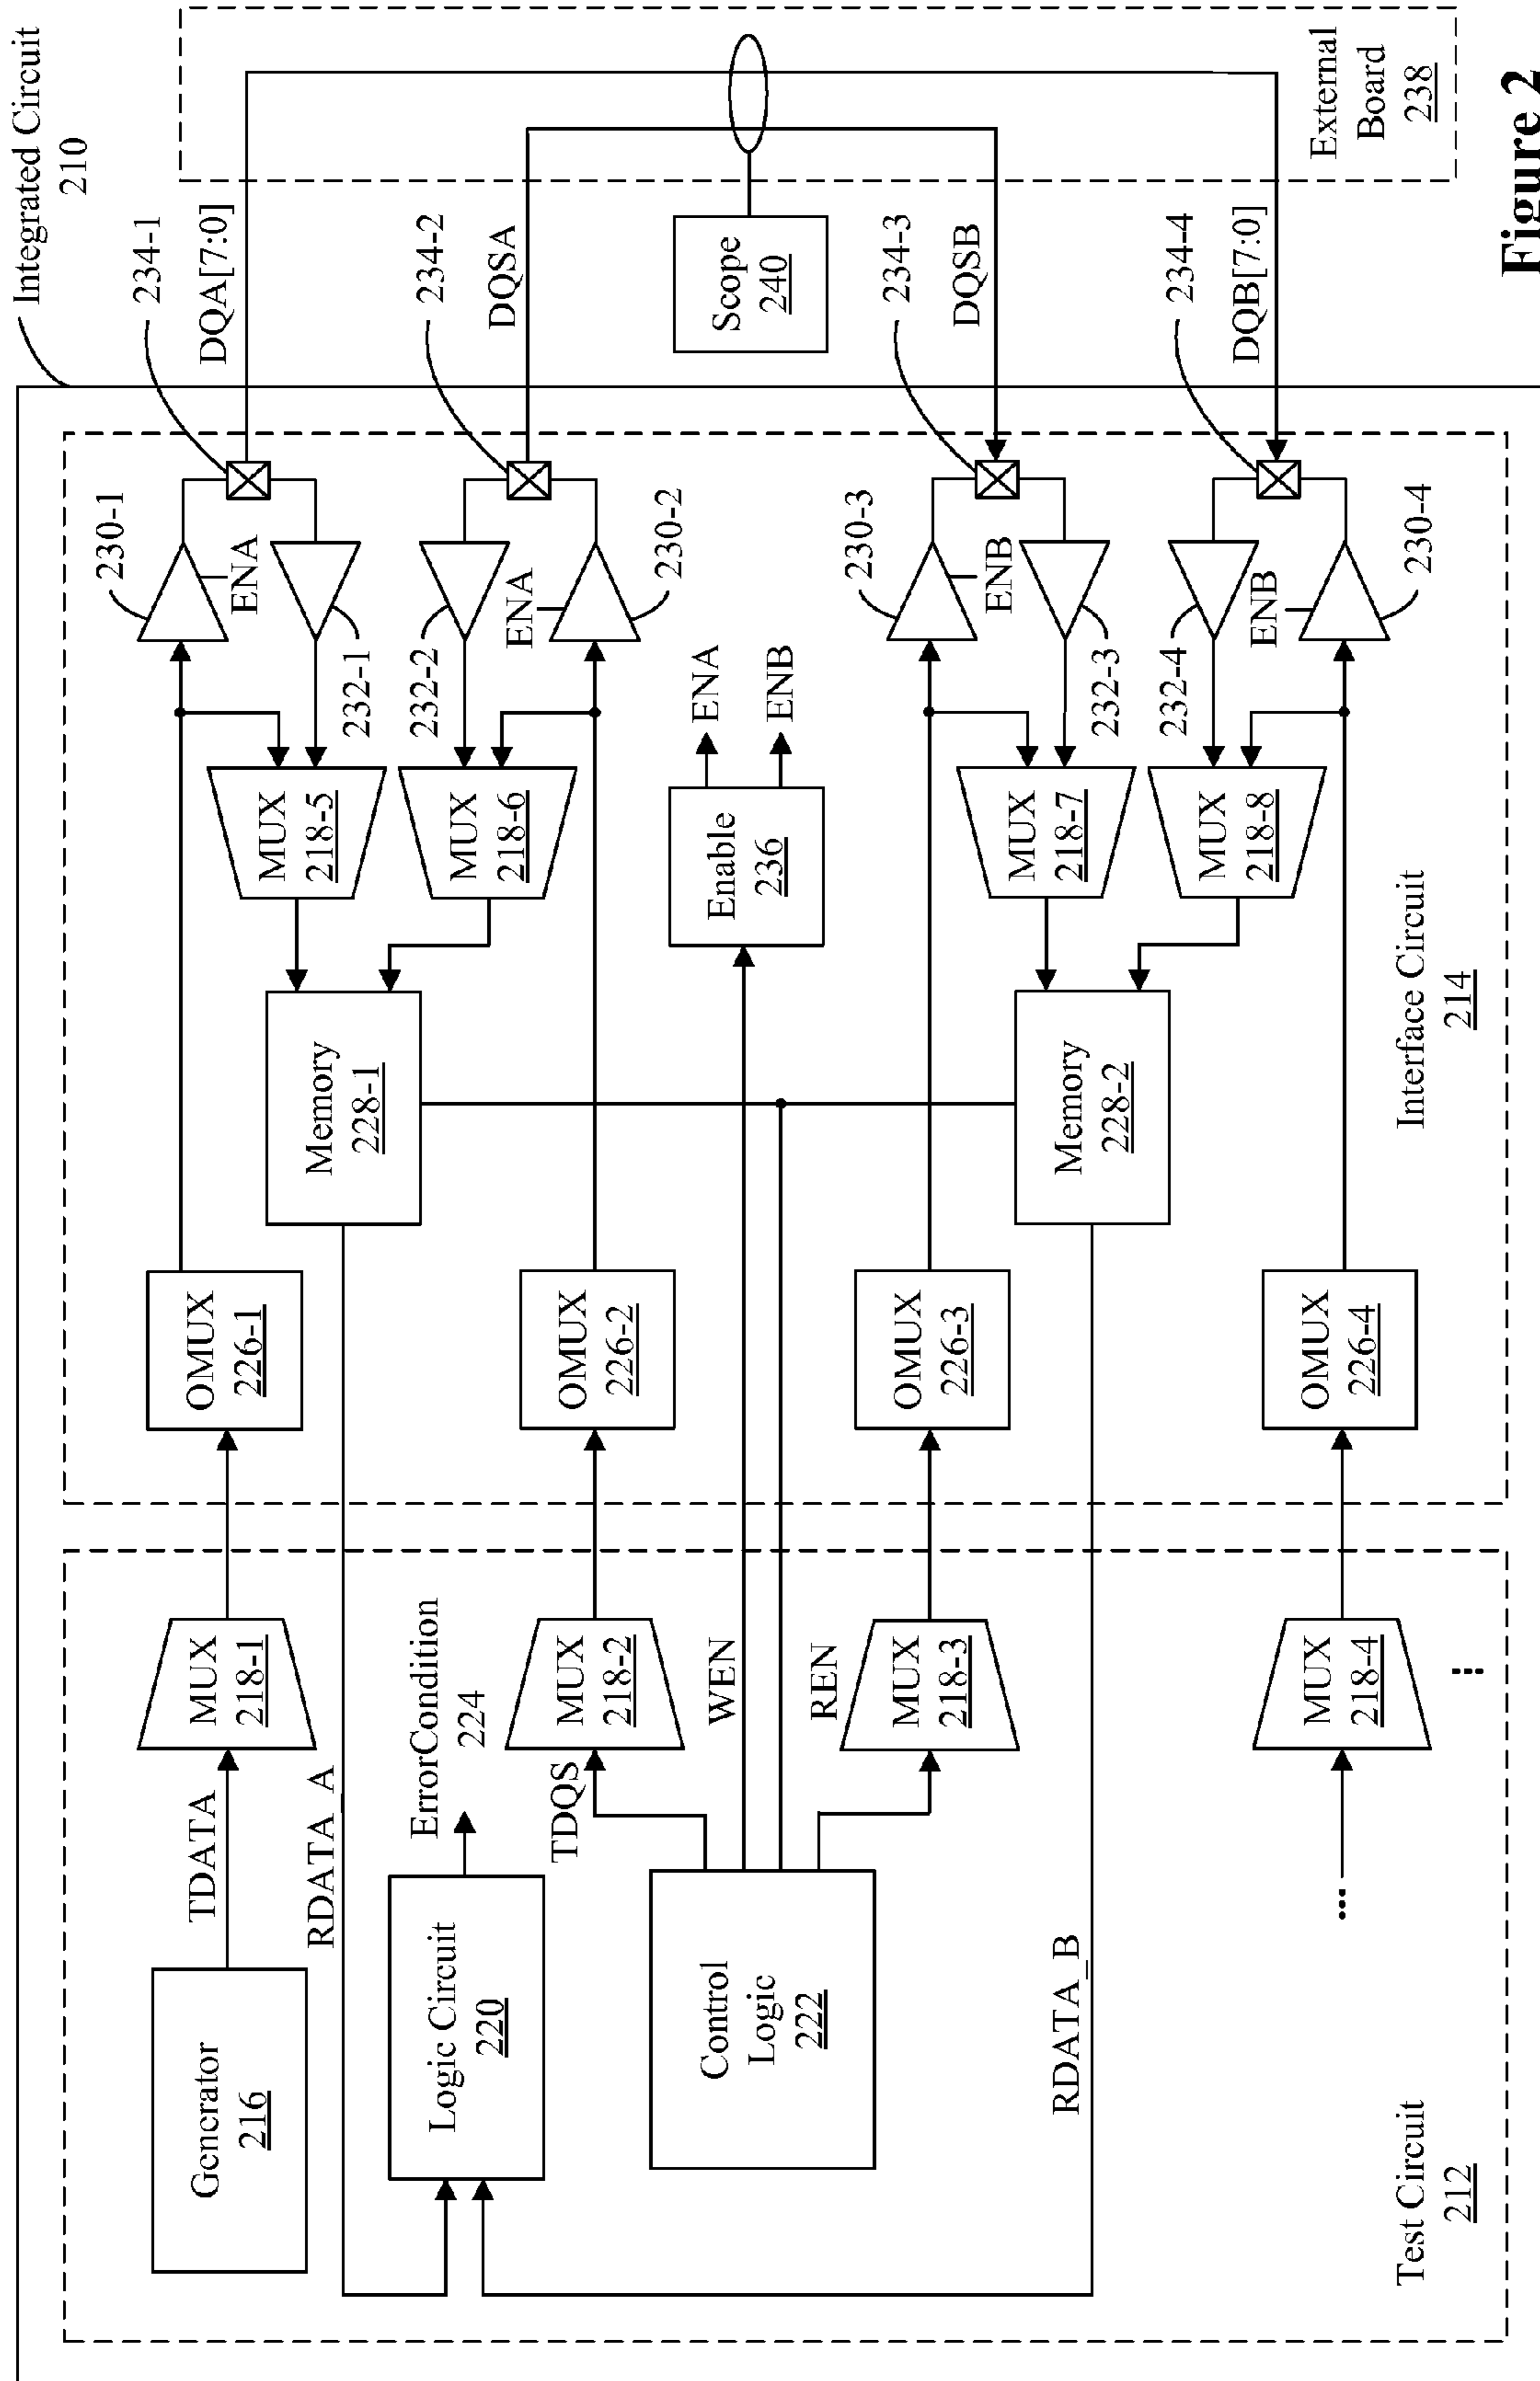 Integrated Circuit
210
Generator
216
TDATA
MUX
218-1
OMUX
226-1
230-1
ENA
234-1
DQA[7:0]
RDATA_A
232-1
MUX
218-5
Memory
228-1
Logic Circuit
220
ErrorCondition
224
TDQS
MUX
218-2
OMUX
226-2
MUX
218-6
232-2
ENA
230-2
234-2
DQSA
Control
Logic
222
WEN
REN
Enable
236
ENA
ENB
Scope
240
MUX
218-3
OMUX
226-3
230-3
ENB
234-3
DQSB
232-3
MUX
218-7
Memory
228-2
RDATA_B
MUX
218-8
232-4
ENB
230-4
234-4
DQB[7:0]
...
MUX
218-4
...
OMUX
226-4
Test Circuit
212
Interface Circuit
214
External
Board
238
Figure 2